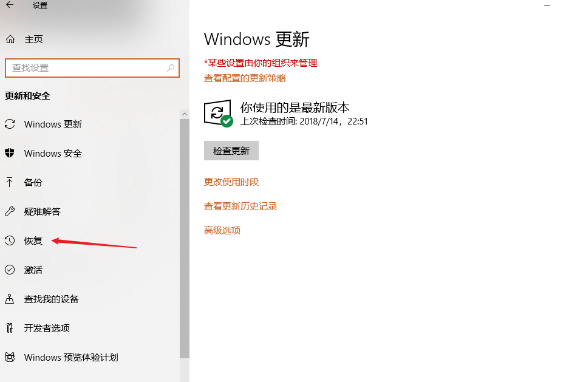 设置
主页
查找设置
更新和安全
Windows 更新
Windows 安全
备份
疑难解答
恢复
激活
查找我的设备
开发者选项
Windows 预览体验计划
Windows 更新
*某些设置由你的组织来管理
查看配置的更新策略
你使用的是最新版本
上次检查时间: 2018/7/14，22:51
检查更新
更改使用时段
查看更新历史记录
高级选项